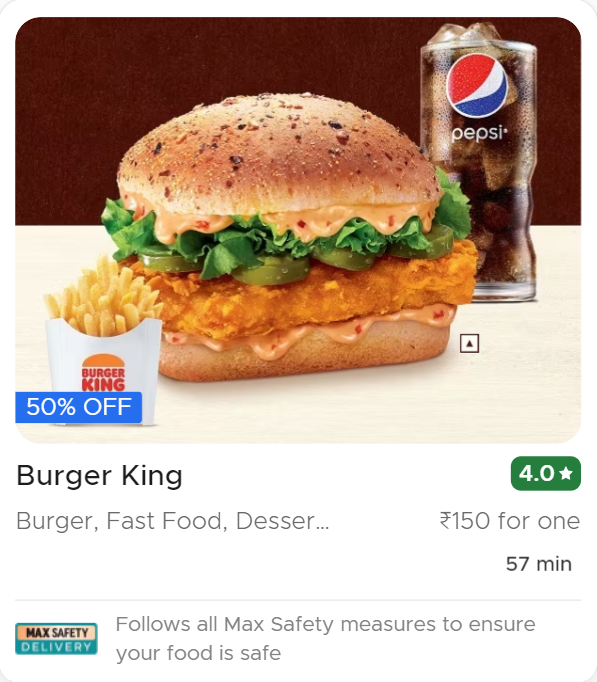 pepsi
BURGER
KING
50% OFF
Burger King
4.0★
Burger, Fast Food, Desser...
₹150 for one
57 min
MAX SAFETY
DELIVERY
Follows all Max Safety measures to ensure
your food is safe